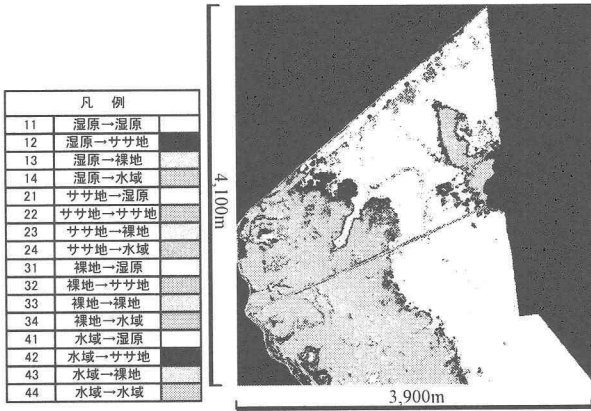 凡 例
11 湿原→湿原
12 湿原→ササ地
13 湿原→裸地
14 湿原→水域
21 ササ地→湿原
22 ササ地→ササ地
23 ササ地→裸地
24 ササ地→水域
31 裸地→湿原
32 裸地→ササ地
33 裸地→裸地
34 裸地→水域
41 水域→湿原
42 水域→ササ地
43 水域→裸地
44 水域→水域
4,100m
3,900m